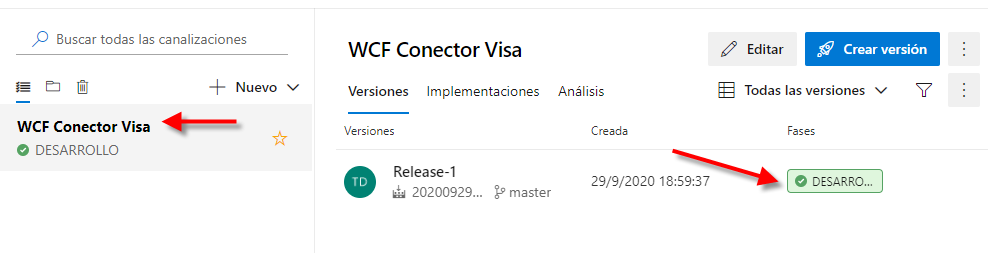 Buscar todas las canalizaciones
Nuevo
WCF Conector Visa
DESARROLLO
WCF Conector Visa
Editar
Crear versión
Versiones Implementaciones Análisis
Todas las versiones
Versiones Creada Fases
TD
Release-1
20200929... master
29/9/2020 18:59:37
DESARRO...